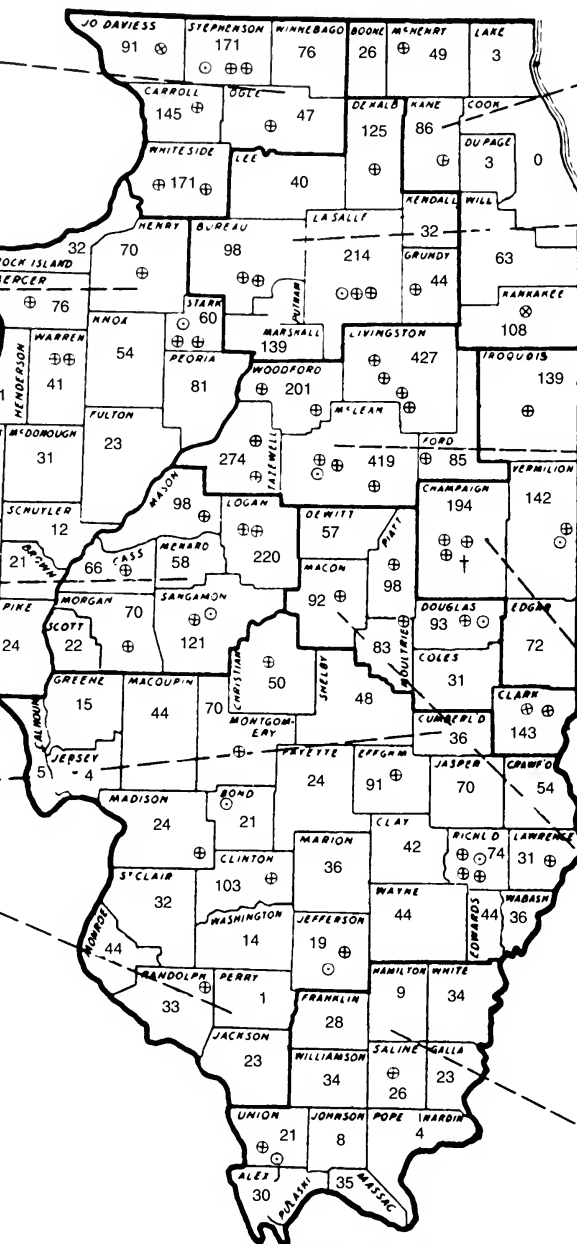 JO DAVIESS STEPHENSON WINNEBAGO BOONE McHENRY LAKE
91 171 76 26 49 3
CARROLL OGLE DEKALB KANE COOK
145 47 125 86 0
DU PAGE
3
WHITESIDE LEE
171 40
KENDALL WILL
32 63
HENRY BUREAU LA SALLE
70 98 214
ROCK ISLAND GRUNDY
32 44
MERCER
76
STARK PUTNAM KANKAKEE
60 108
KNOX MARSHALL LIVINGSTON IROQUOIS
54 139 427 139
WARREN HENDERSON
41
PEORIA WOODFORD
81 201
FULTON McLEAN
23 419
McDONOUGH TAZEWELL FORD
31 274 85
MASON VERMILION
98 142
LOGAN CHAMPAIGN
220 194
SCHUYLER DEWITT PIATT
12 57 98
BROWN CASS MENARD MACON
21 66 58 92
PIKE MORGAN SANGAMON DOUGLAS EDGAR
24 70 121 93 72
SCOTT MOULTRIE
22 83
CHRISTIAN SHELBY COLES
50 48 31
GREENE MACOUPIN CLARK
15 44 70 143
CALHOUN MONTGOM-
ERY CUMBERL'D
36
JERSEY FAYETTE EFFGHM JASPER CRAWF'D
5 4 24 91 70 54
MADISON BOND
24 21
CLAY RICHL'D LAWRENCE
42 74 31
MARION
36
CLINTON
103
ST CLAIR WAYNE EDWARDS WABASH
32 44 44 36
WASHINGTON JEFFERSON
14 19
MONROE
44
RANDOLPH PERRY HAMILTON WHITE
33 1 9 34
FRANKLIN
28
JACKSON WILLIAMSON SALINE GALLA
23 34 26 23
UNION JOHNSON POPE HARDIN
21 8 4
ALEX PULASKI MASSAC
30 35